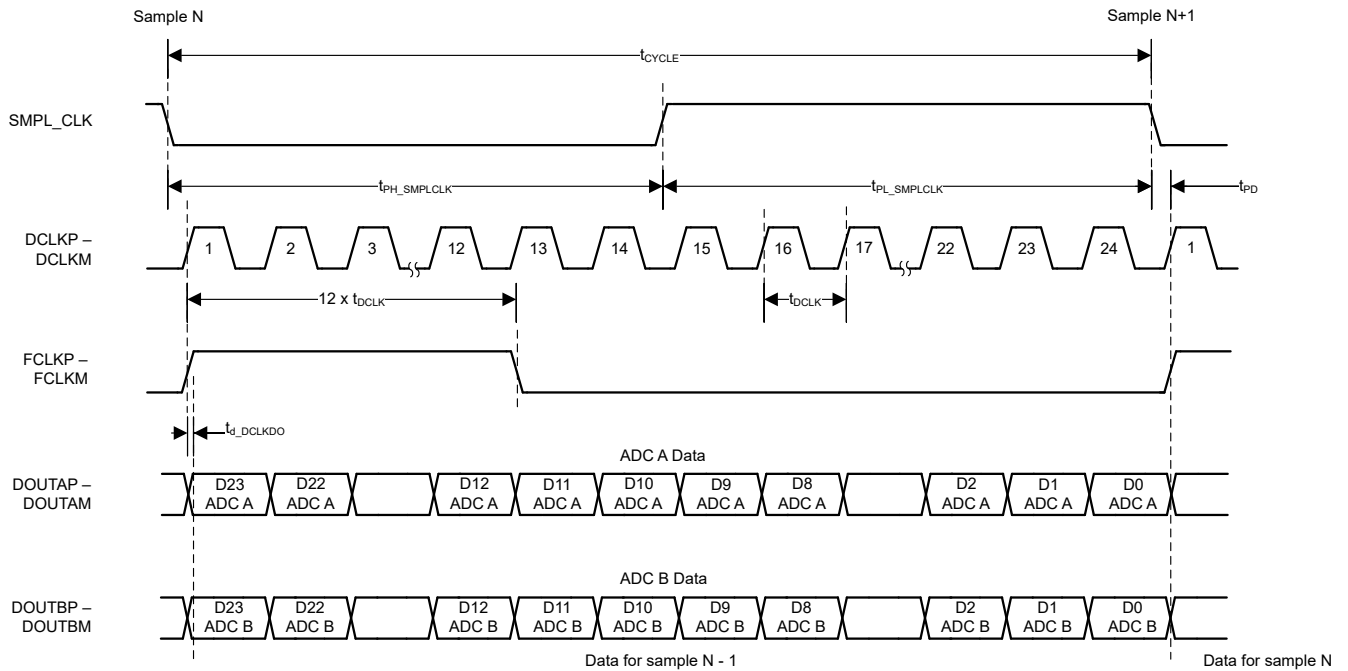 Sample N
Sample N+1
tCYCLE
SMPL_CLK
tPH_SMPLCLK
tPL_SMPLCLK
tPD
DCLKP –
DCLKM
1 2 3 12 13 14 15 16 17 22 23 24 1
12 x tDCLK
tDCLK
FCLKP –
FCLKM
td_DCLKDO
ADC A Data
DOUTAP –
DOUTAM
D23 D22 D12 D11 D10 D9 D8 D2 D1 D0
ADC A ADC A ADC A ADC A ADC A ADC A ADC A ADC A ADC A ADC A
ADC B Data
DOUTBP –
DOUTBM
D23 D22 D12 D11 D10 D9 D8 D2 D1 D0
ADC B ADC B ADC B ADC B ADC B ADC B ADC B ADC B ADC B ADC B
Data for sample N - 1
Data for sample N